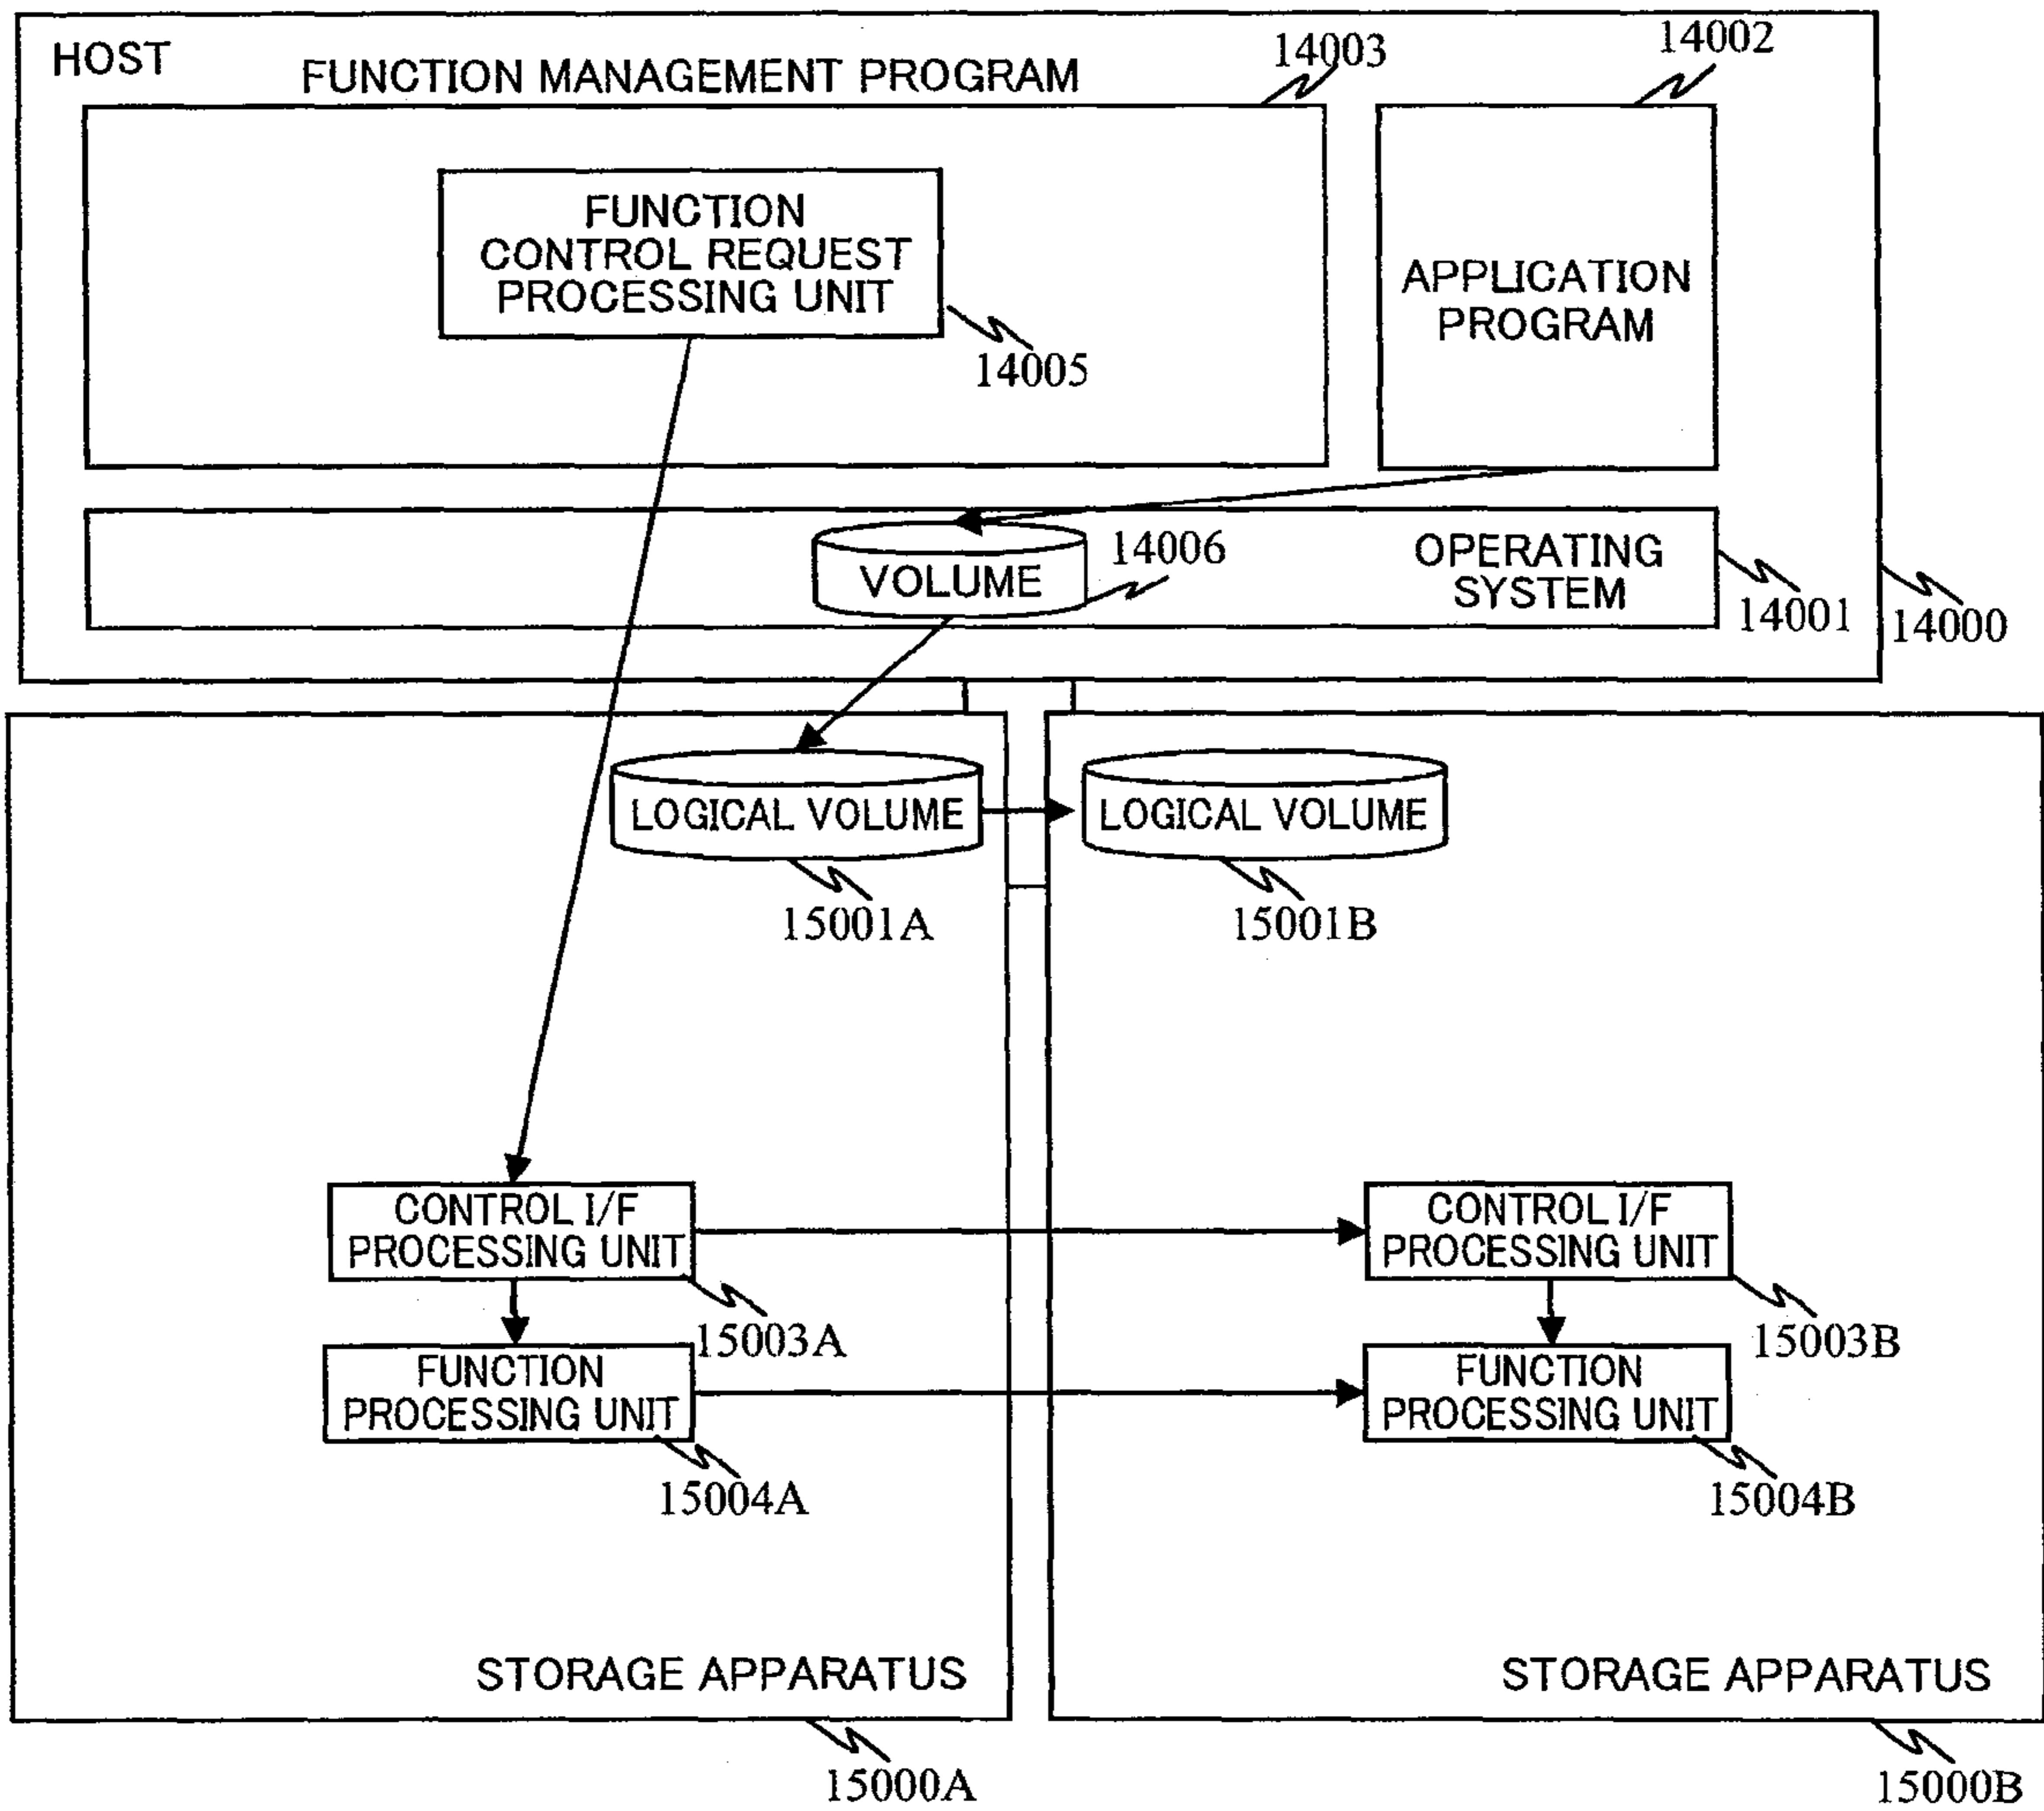 HOST
FUNCTION MANAGEMENT PROGRAM
14003
14002
FUNCTION
CONTROL REQUEST
PROCESSING UNIT
14005
APPLICATION
PROGRAM
VOLUME
14006
OPERATING
SYSTEM
14001
14000
LOGICAL VOLUME
15001A
LOGICAL VOLUME
15001B
CONTROL I/F
PROCESSING UNIT
15003A
CONTROL I/F
PROCESSING UNIT
15003B
FUNCTION
PROCESSING UNIT
15004A
FUNCTION
PROCESSING UNIT
15004B
STORAGE APPARATUS
15000A
STORAGE APPARATUS
15000B